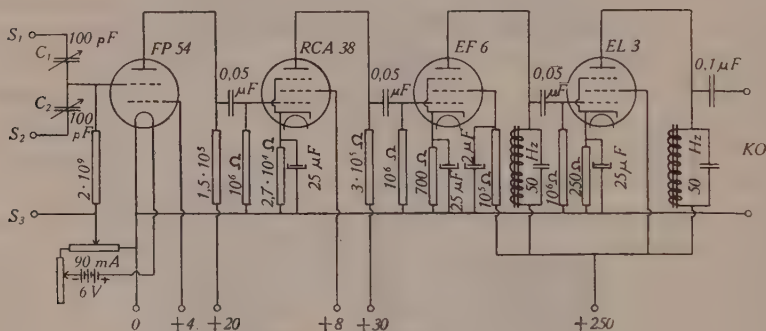 S1
100 pF
C1
FP 54
C2
100 pF
S2
2 · 10⁹
S3
90 mA
− +
6 V
0
+4
+20
1,5 · 10⁵
0,05 µF
10⁶ Ω
RCA 38
2,7 · 10⁴ Ω
25 µF
+8
+30
0,05 µF
10⁶ Ω
EF 6
700 Ω
25 µF
2 µF
10⁵ Ω
50 Hz
0,05 µF
10⁶ Ω
EL 3
250 Ω
25 µF
+250
50 Hz
0,1 µF
KO